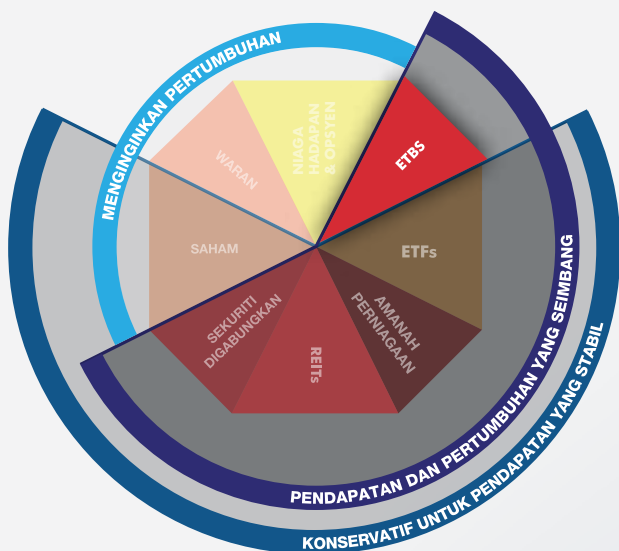 MENGINGINKAN PERTUMBUHAN
NIAGA
HADAPAN
& OPSYEN
WARAN
ETBS
SAHAM
ETFs
SEKURITI
DIGABUNGKAN
REITs
AMANAH
PERNIAGAAN
PENDAPATAN DAN PERTUMBUHAN YANG SEIMBANG
KONSERVATIF UNTUK PENDAPATAN YANG STABIL